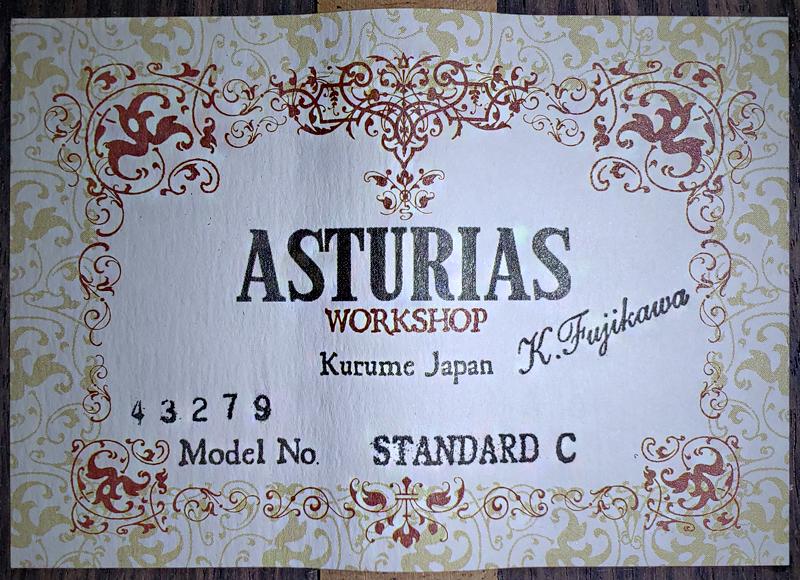 ASTURIAS
WORKSHOP
Kurume Japan
K.Fujikawa
43279
Model No. STANDARD C